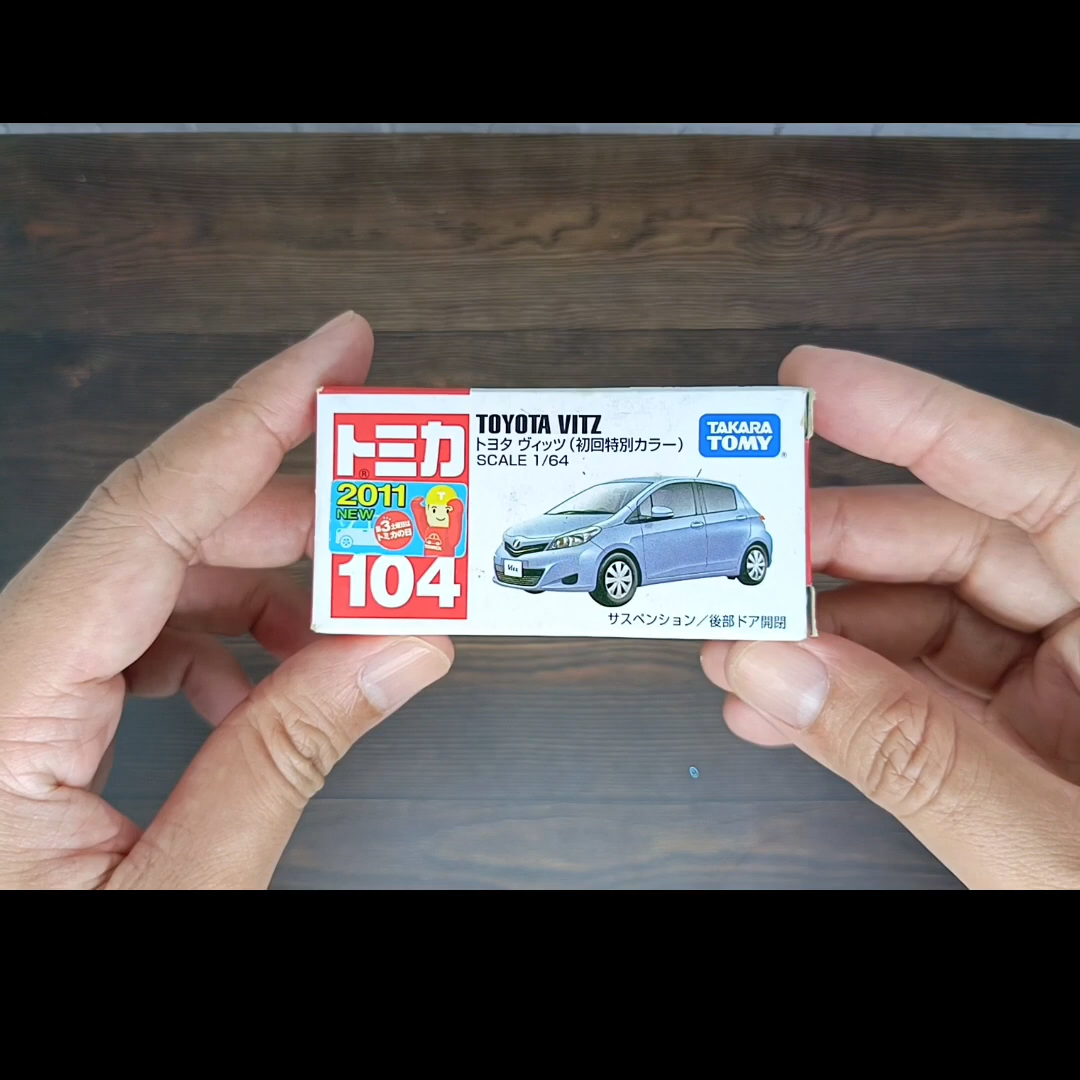 トミカ®
2011
NEW
第3土曜日は
トミカの日
104
TOYOTA VITZ
トヨタ ヴィッツ(初回特別カラー)
SCALE 1/64
TAKARA
TOMY®
Vitz
サスペンション/後部ドア開閉